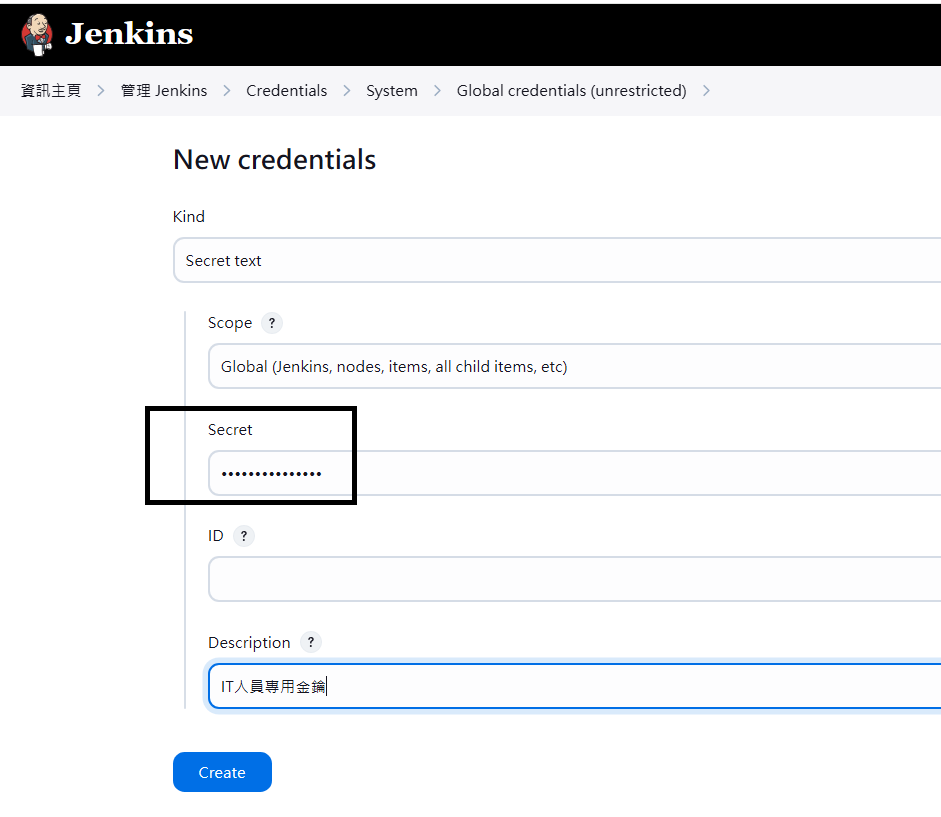 Jenkins
資訊主頁 > 管理 Jenkins > Credentials > System > Global credentials (unrestricted) >
New credentials
Kind
Secret text
Scope ?
Global (Jenkins, nodes, items, all child items, etc)
Secret
•••••••••••••••
ID ?
Description ?
IT人員專用金鑰
Create